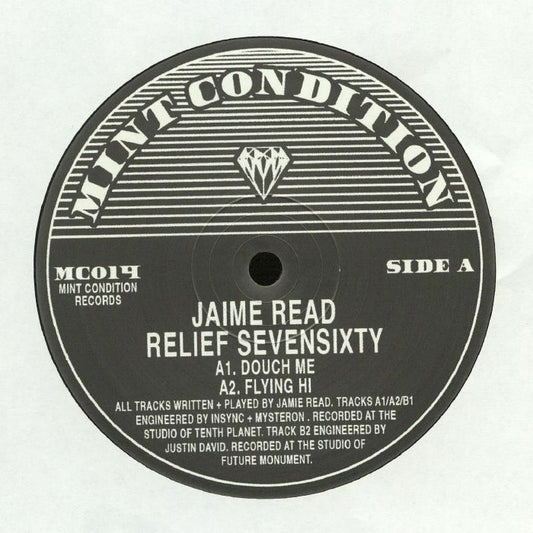 MINT CONDITION
MC014
MINT CONDITION
RECORDS
SIDE A
JAIME READ
RELIEF SEVENSIXTY
A1. DOUCH ME
A2. FLYING HI
ALL TRACKS WRITTEN + PLAYED BY JAMIE READ. TRACKS A1/A2/B1
ENGINEERED BY INSYNC + MYSTERON . RECORDED AT THE
STUDIO OF TENTH PLANET. TRACK B2 ENGINEERED BY
JUSTIN DAVID. RECORDED AT THE STUDIO OF
FUTURE MONUMENT.